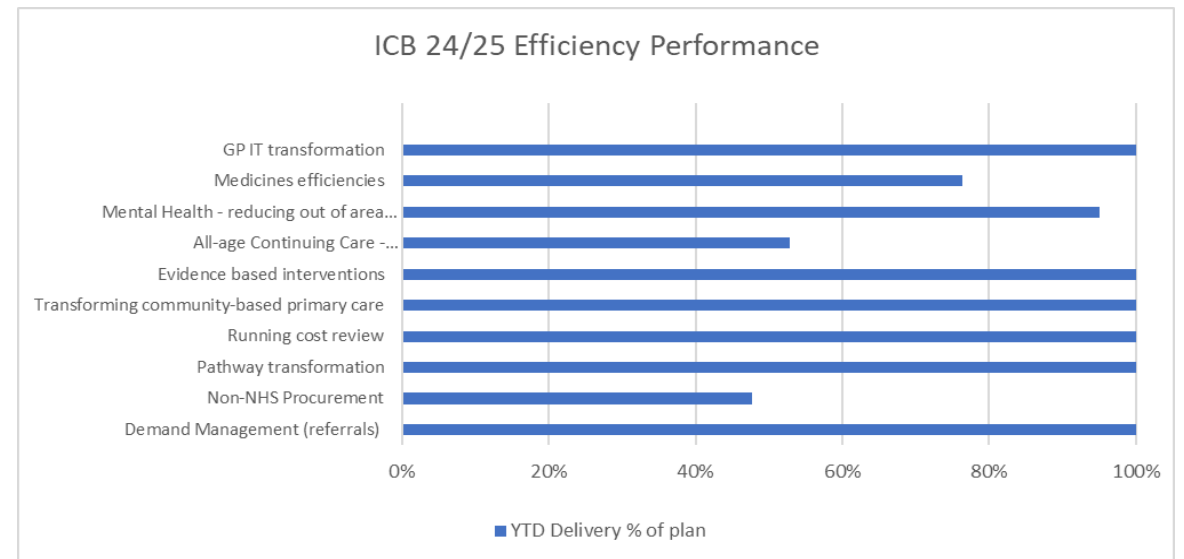 ICB 24/25 Efficiency Performance
GP IT transformation
Medicines efficiencies
Mental Health - reducing out of area...
All-age Continuing Care -...
Evidence based interventions
Transforming community-based primary care
Running cost review
Pathway transformation
Non-NHS Procurement
Demand Management (referrals)
0% 20% 40% 60% 80% 100%
YTD Delivery % of plan